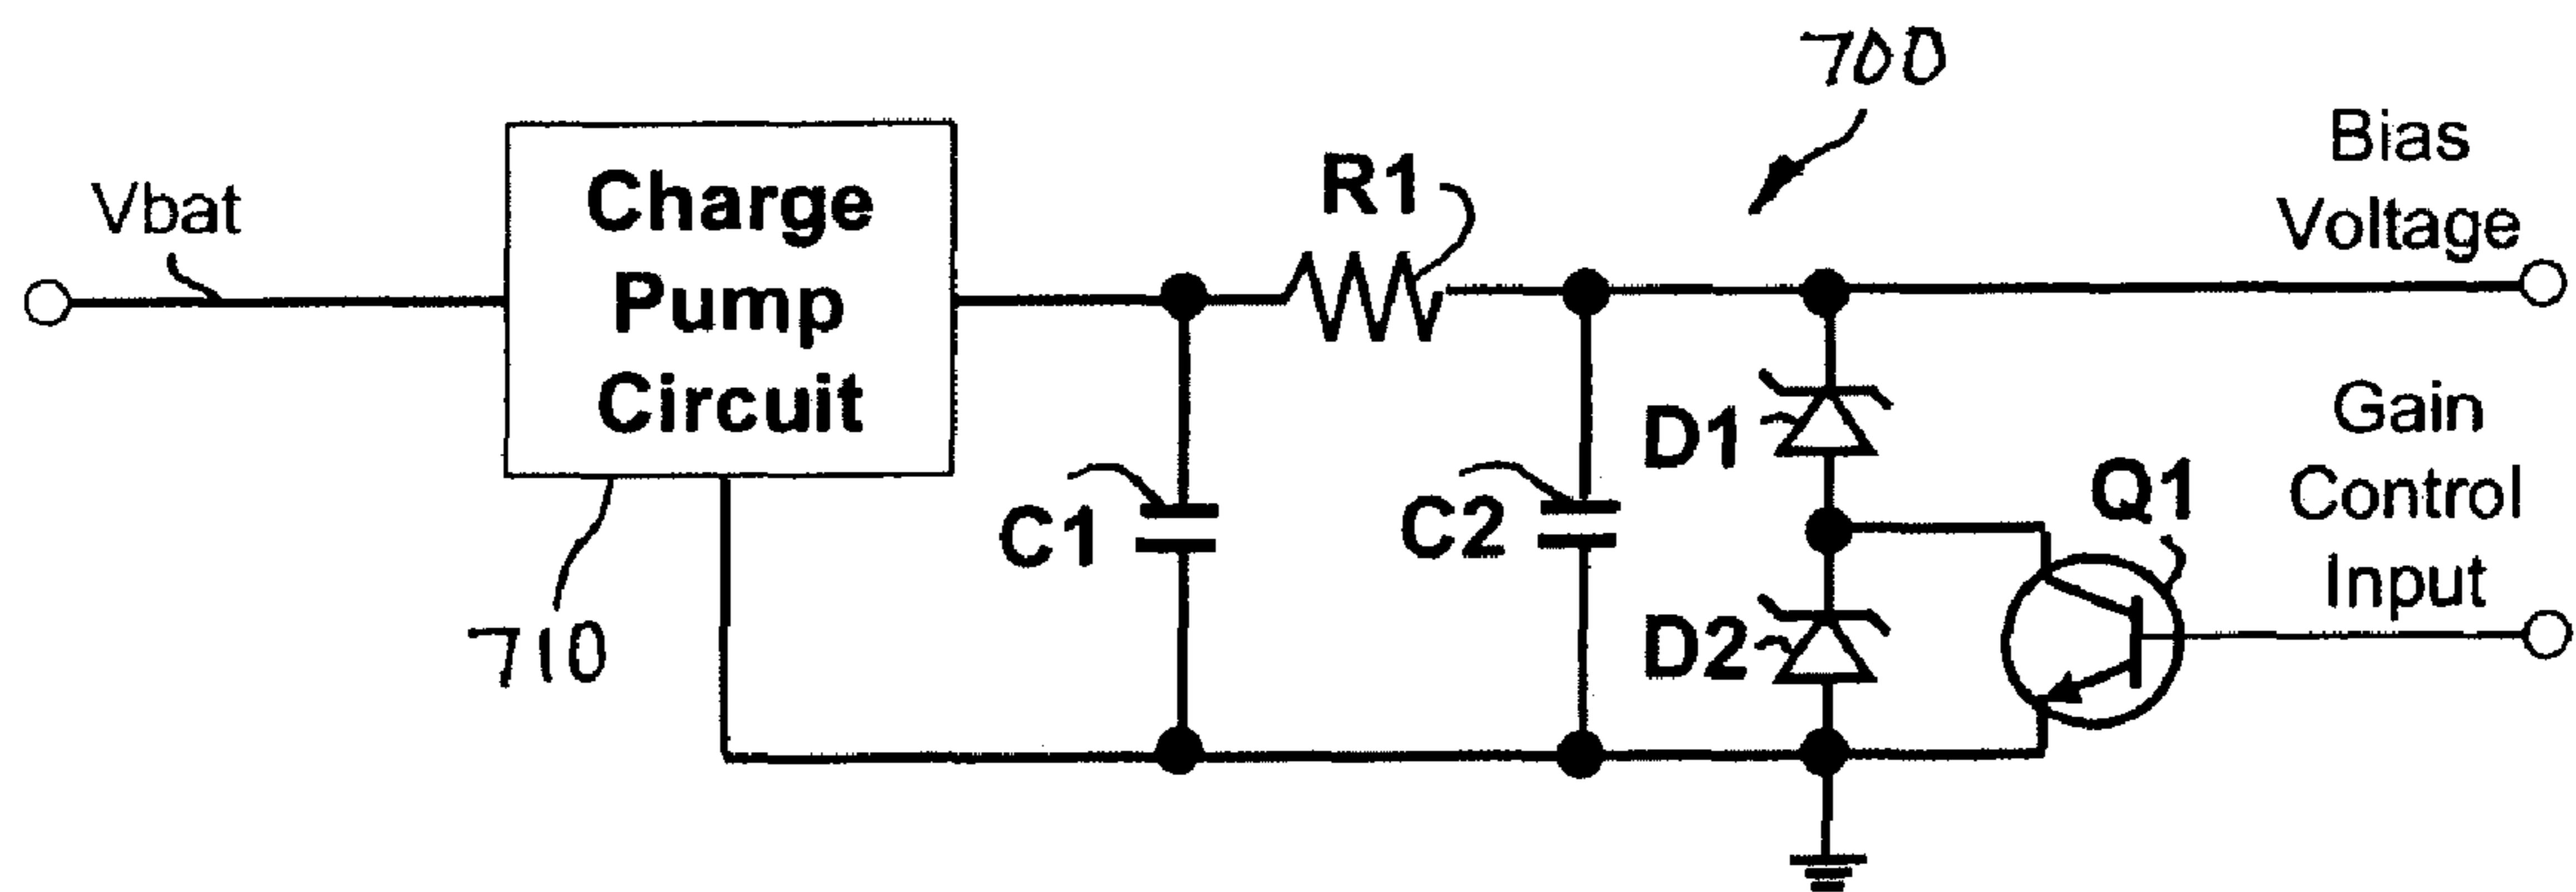 700
Bias
Voltage
Vbat
Charge
Pump
Circuit
R1
C1
C2
D1
Gain
Control
Input
Q1
D2
710